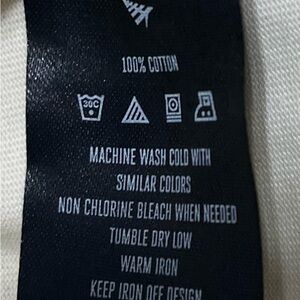 100% COTTON
30C
MACHINE WASH COLD WITH
SIMILAR COLORS
NON CHLORINE BLEACH WHEN NEEDED
TUMBLE DRY LOW
WARM IRON
KEEP IRON OFF DESIGN